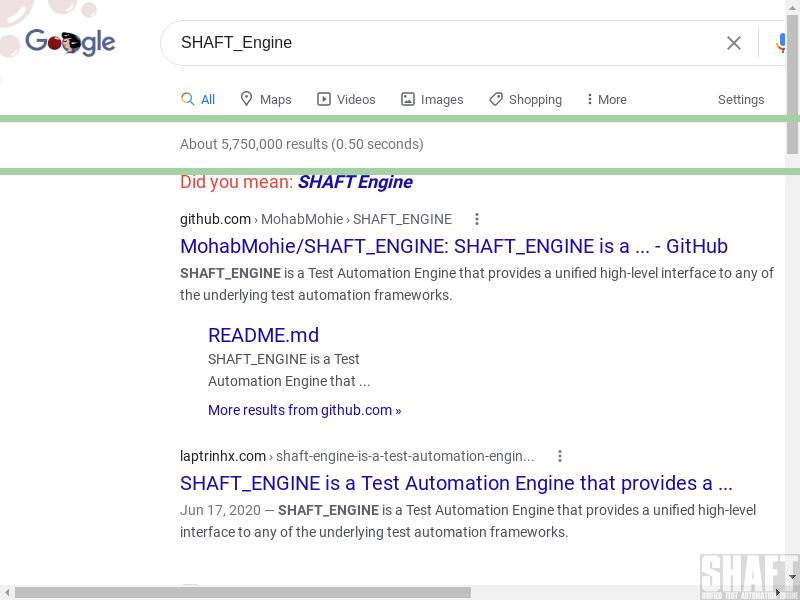 Google
SHAFT_Engine
All Maps Videos Images Shopping More Settings
About 5,750,000 results (0.50 seconds)
Did you mean: SHAFT Engine
github.com › MohabMohie › SHAFT_ENGINE
MohabMohie/SHAFT_ENGINE: SHAFT_ENGINE is a ... - GitHub
SHAFT_ENGINE is a Test Automation Engine that provides a unified high-level interface to any of
the underlying test automation frameworks.
README.md
SHAFT_ENGINE is a Test
Automation Engine that ...
More results from github.com »
laptrinhx.com › shaft-engine-is-a-test-automation-engin...
SHAFT_ENGINE is a Test Automation Engine that provides a ...
Jun 17, 2020 — SHAFT_ENGINE is a Test Automation Engine that provides a unified high-level
interface to any of the underlying test automation frameworks.
SHAFT
UNIFIED TEST AUTOMATION ENGINE